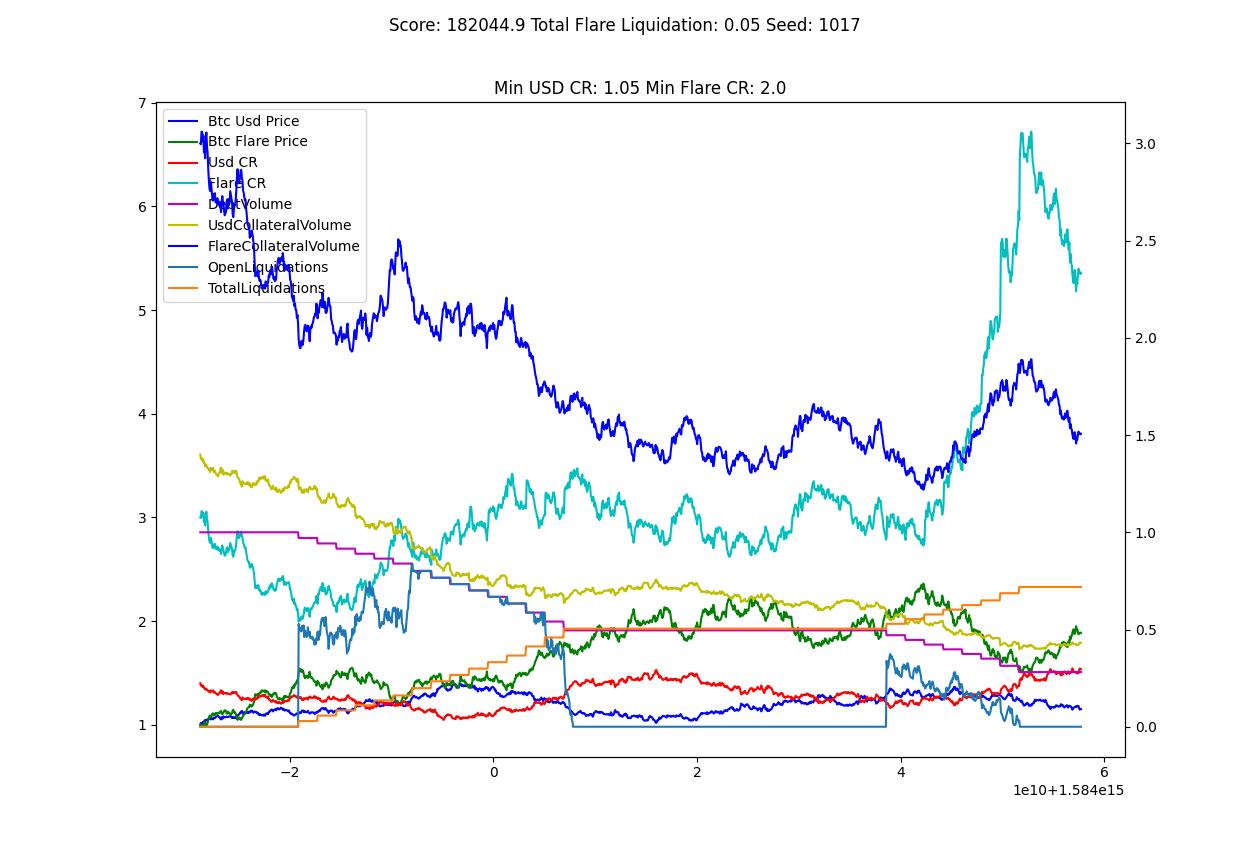 Score: 182044.9 Total Flare Liquidation: 0.05 Seed: 1017
Min USD CR: 1.05 Min Flare CR: 2.0
Btc Usd Price
Btc Flare Price
Usd CR
Flare CR
DebtVolume
UsdCollateralVolume
FlareCollateralVolume
OpenLiquidations
TotalLiquidations
7
6
5
4
3
2
1
3.0
2.5
2.0
1.5
1.0
0.5
0.0
−2 0 2 4 6
1e10+1.584e15